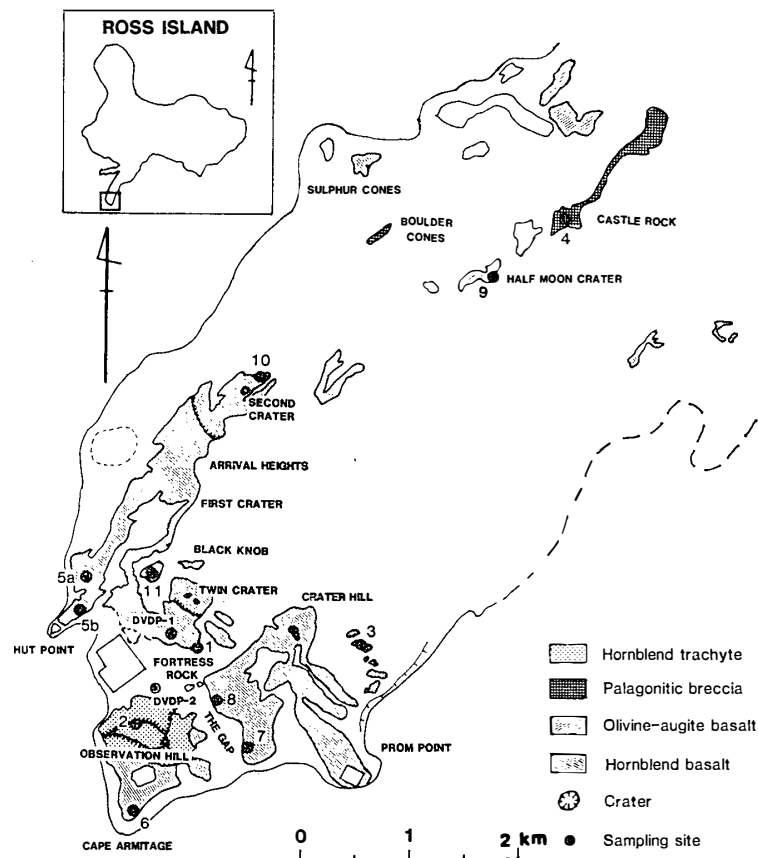 ROSS ISLAND
SULPHUR CONES
BOULDER
CONES
CASTLE ROCK
4
HALF MOON CRATER
9
10
SECOND
CRATER
ARRIVAL HEIGHTS
FIRST CRATER
BLACK KNOB
5a
11
TWIN CRATER
5b
CRATER HILL
DVDP-1
3
HUT POINT
1
FORTRESS
ROCK
DVDP-2
8
2
THE GAP
7
OBSERVATION HILL
PROM POINT
6
CAPE ARMITAGE
Hornblend trachyte
Palagonitic breccia
Olivine-augite basalt
Hornblend basalt
Crater
Sampling site
0 1 2 km